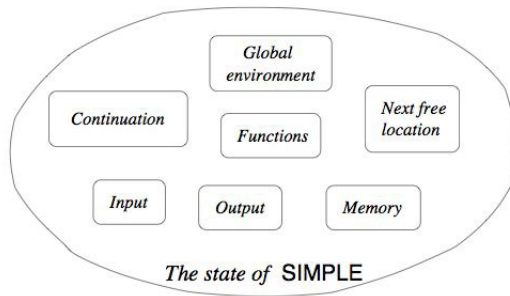 Global
environment
Continuation
Functions
Next free
location
Input
Output
Memory
The state of SIMPLE